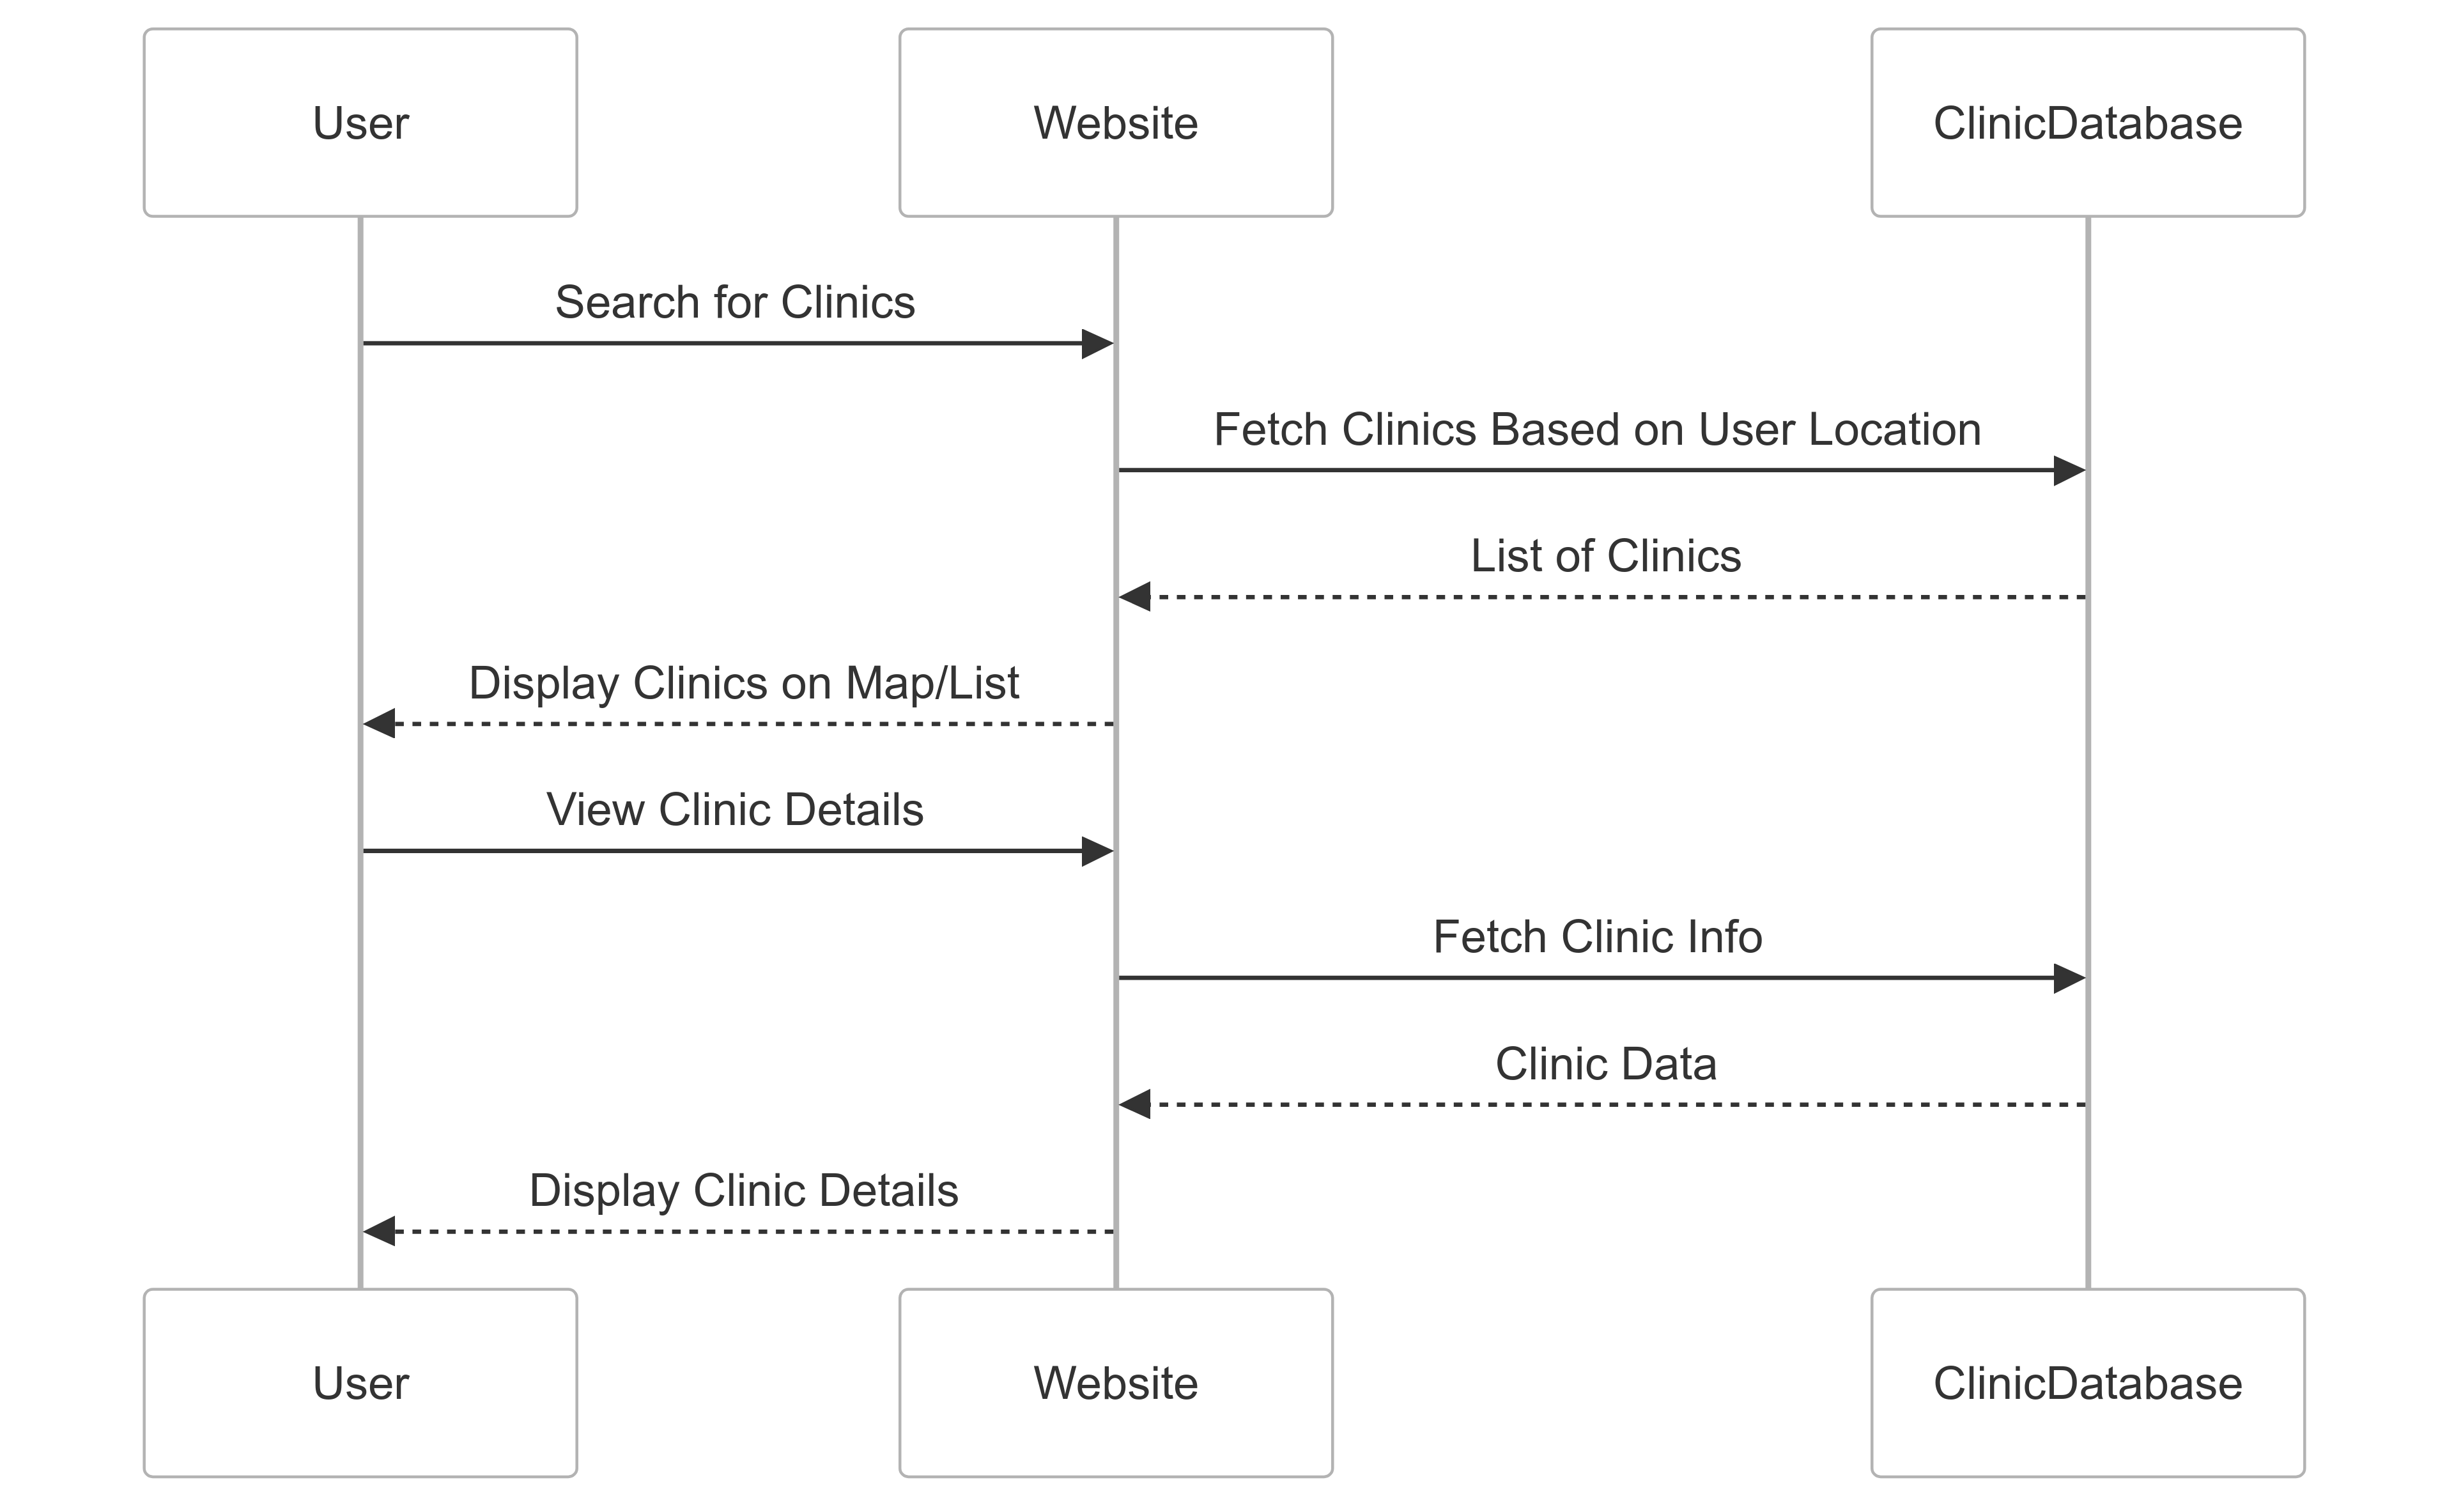 User
Website
ClinicDatabase
Search for Clinics
Fetch Clinics Based on User Location
List of Clinics
Display Clinics on Map/List
View Clinic Details
Fetch Clinic Info
Clinic Data
Display Clinic Details
User
Website
ClinicDatabase